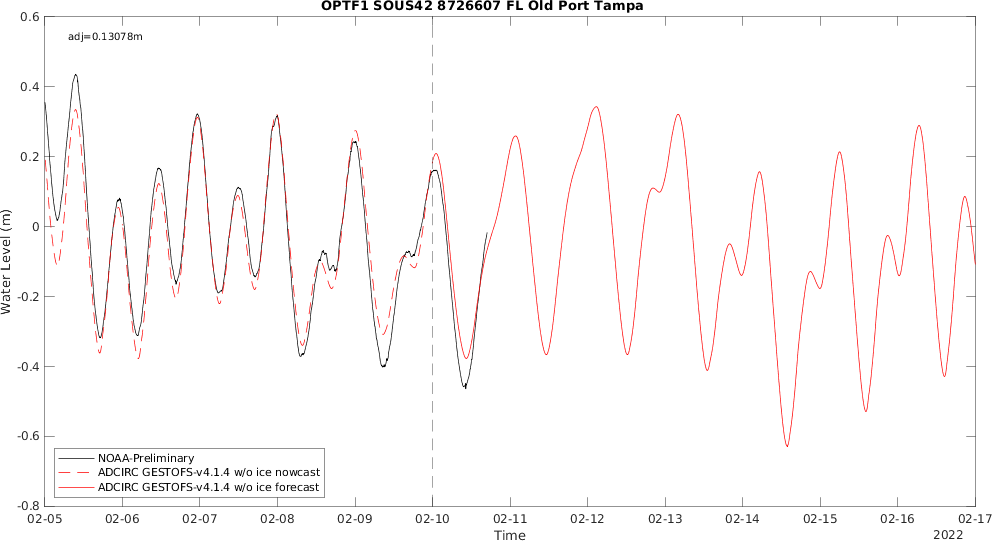 OPTF1 SOUS42 8726607 FL Old Port Tampa
adj=0.13078m
0.6
0.4
0.2
0
-0.2
-0.4
-0.6
-0.8
Water Level (m)
NOAA-Preliminary
ADCIRC GESTOFS-v4.1.4 w/o ice nowcast
ADCIRC GESTOFS-v4.1.4 w/o ice forecast
02-05 02-06 02-07 02-08 02-09 02-10 02-11 02-12 02-13 02-14 02-15 02-16 02-17
Time
2022